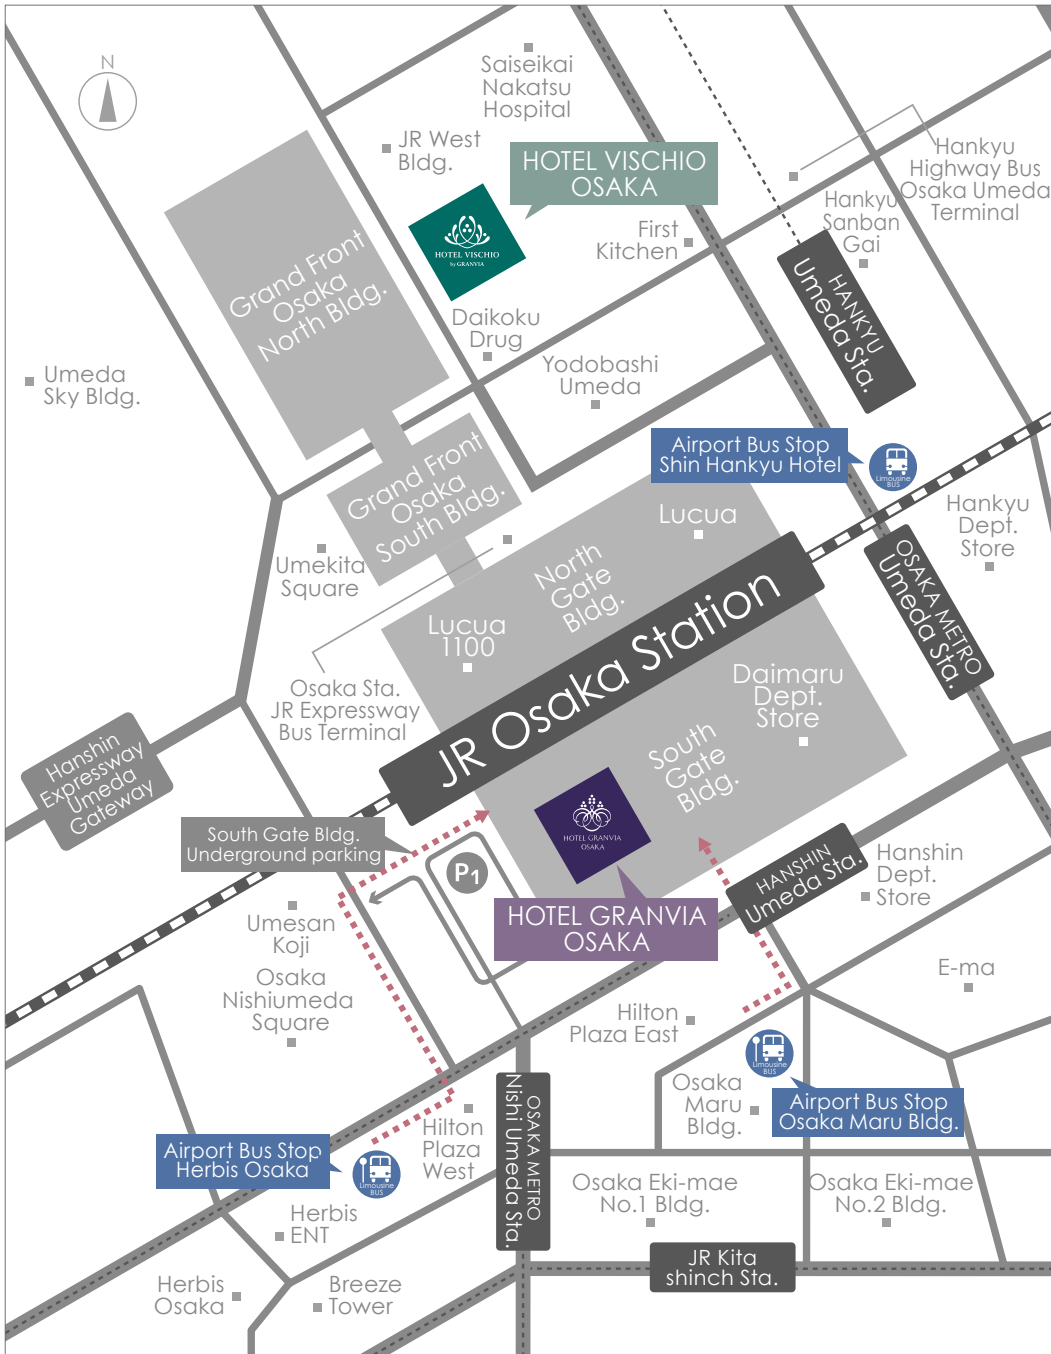 N
Saiseikai
Nakatsu
Hospital
JR West
Bldg.
HOTEL VISCHIO
OSAKA
Hankyu
Highway Bus
Osaka Umeda
Terminal
HOTEL VISCHIO
by GRANVIA
First
Kitchen
Hankyu
Sanban
Gai
Grand Front
Osaka
North Bldg.
HANKYU
Umeda Sta.
Daikoku
Drug
Umeda
Sky Bldg.
Yodobashi
Umeda
Airport Bus Stop
Shin Hankyu Hotel
Limousine
BUS
Grand Front
Osaka
South Bldg.
Lucua
Hankyu
Dept.
Store
Umekita
Square
North
Gate
Bldg.
OSAKA METRO
Umeda Sta.
Lucua
1100
JR Osaka Station
Osaka Sta.
JR Expressway
Bus Terminal
Daimaru
Dept.
Store
South
Gate
Bldg.
Hanshin
Expressway
Umeda
Gateway
HOTEL GRANVIA
OSAKA
South Gate Bldg.
Underground parking
P1
HANSHIN
Umeda Sta.
Hanshin
Dept.
Store
HOTEL GRANVIA
OSAKA
Umesan
Koji
Osaka
Nishiumeda
Square
E-ma
Hilton
Plaza East
Limousine
BUS
Osaka
Maru
Bldg.
Airport Bus Stop
Osaka Maru Bldg.
OSAKA METRO
Nishi Umeda Sta.
Hilton
Plaza
West
Airport Bus Stop
Herbis Osaka
Limousine
BUS
Osaka Eki-mae
No.1 Bldg.
Osaka Eki-mae
No.2 Bldg.
Herbis
ENT
JR Kita
shinch Sta.
Herbis
Osaka
Breeze
Tower